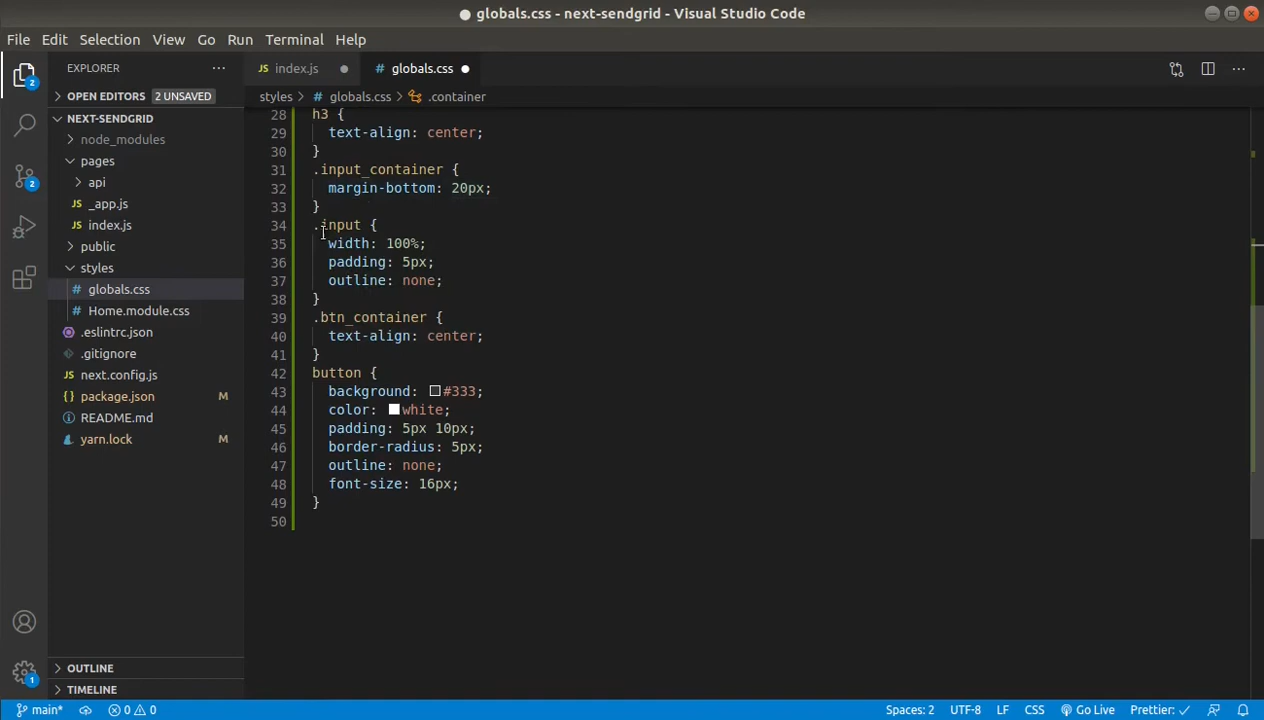 ● globals.css - next-sendgrid - Visual Studio Code
File Edit Selection View Go Run Terminal Help
EXPLORER ···
index.js ●
# globals.css ●
OPEN EDITORS 2 UNSAVED
styles > # globals.css > .container
NEXT-SENDGRID
node_modules
pages
api
JS _app.js
JS index.js
public
styles
# globals.css
# Home.module.css
.eslintrc.json
.gitignore
JS next.config.js
{} package.json M
README.md
yarn.lock M
OUTLINE
TIMELINE
2
2
1
28 h3 {
29 text-align: center;
30 }
31 .input_container {
32 margin-bottom: 20px;
33 }
34 .input {
35 width: 100%;
36 padding: 5px;
37 outline: none;
38 }
39 .btn_container {
40 text-align: center;
41 }
42 button {
43 background: #333;
44 color: white;
45 padding: 5px 10px;
46 border-radius: 5px;
47 outline: none;
48 font-size: 16px;
49 }
50
main* 0 0 Spaces: 2 UTF-8 LF CSS Go Live Prettier: ✓